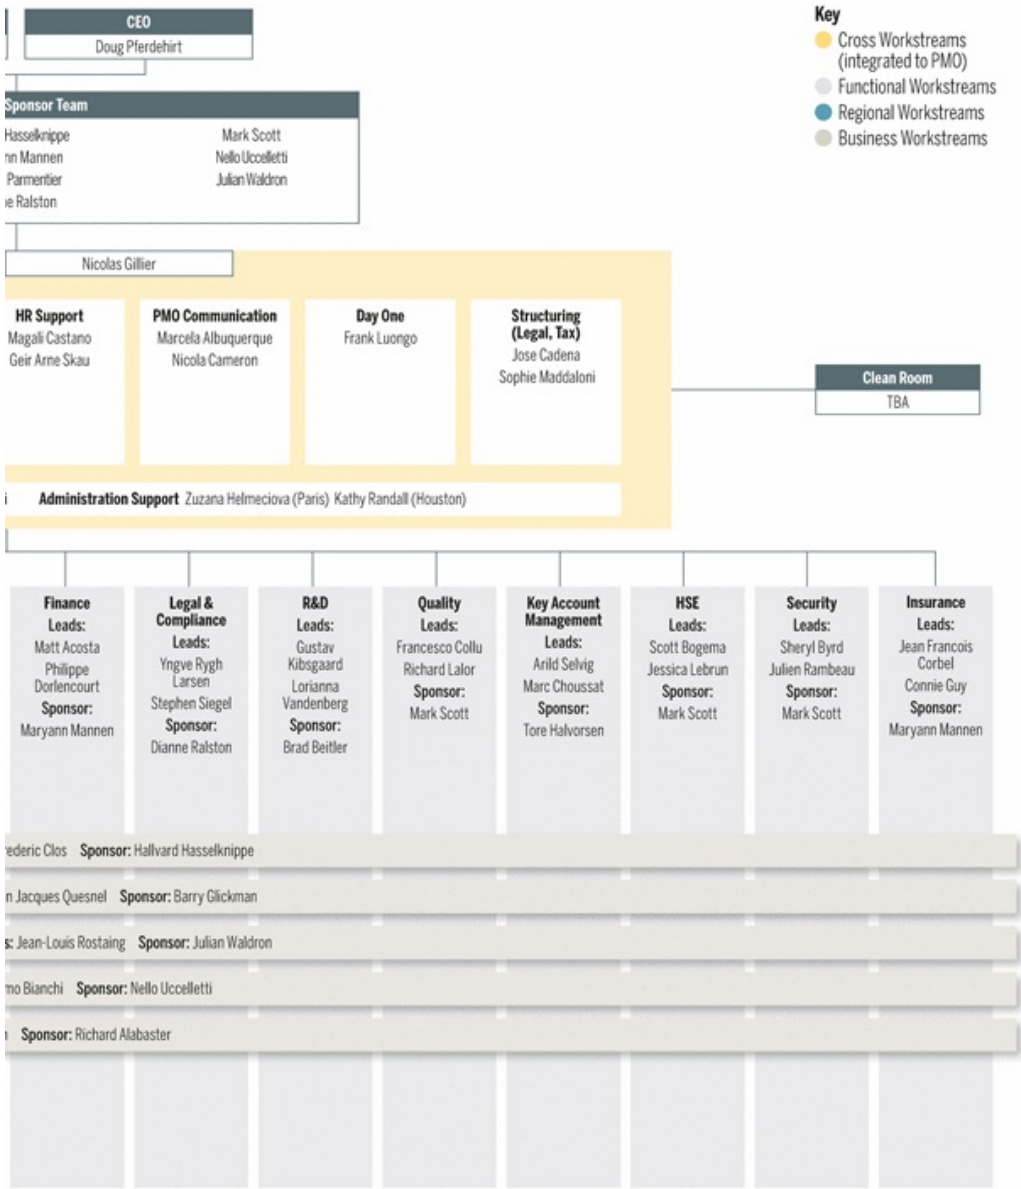 CEO
Doug Pferdehirt
Key
Cross Workstreams
(integrated to PMO)
Functional Workstreams
Regional Workstreams
Business Workstreams
Sponsor Team
Hasselknippe
nn Mannen
Parmentier
ne Ralston
Mark Scott
Nello Uccelletti
Julian Waldron
Nicolas Gillier
HR Support
Magali Castano
Geir Arne Skau
PMO Communication
Marcela Albuquerque
Nicola Cameron
Day One
Frank Luongo
Structuring
(Legal, Tax)
Jose Cadena
Sophie Maddaloni
Clean Room
TBA
i Administration Support Zuzana Helmeciova (Paris) Kathy Randall (Houston)
Finance
Leads:
Matt Acosta
Philippe
Dorlencourt
Sponsor:
Maryann Mannen
Legal &
Compliance
Leads:
Yngve Rygh
Larsen
Stephen Siegel
Sponsor:
Dianne Ralston
R&D
Leads:
Gustav
Kibsgaard
Lorianna
Vandenberg
Sponsor:
Brad Beitler
Quality
Leads:
Francesco Collu
Richard Lalor
Sponsor:
Mark Scott
Key Account
Management
Leads:
Arild Selvig
Marc Choussat
Sponsor:
Tore Halvorsen
HSE
Leads:
Scott Bogema
Jessica Lebrun
Sponsor:
Mark Scott
Security
Leads:
Sheryl Byrd
Julien Rambeau
Sponsor:
Mark Scott
Insurance
Leads:
Jean Francois
Corbel
Connie Guy
Sponsor:
Maryann Mannen
rederic Clos Sponsor: Hallvard Hasselknippe
n Jacques Quesnel Sponsor: Barry Glickman
s: Jean-Louis Rostaing Sponsor: Julian Waldron
mo Bianchi Sponsor: Nello Uccelletti
Sponsor: Richard Alabaster